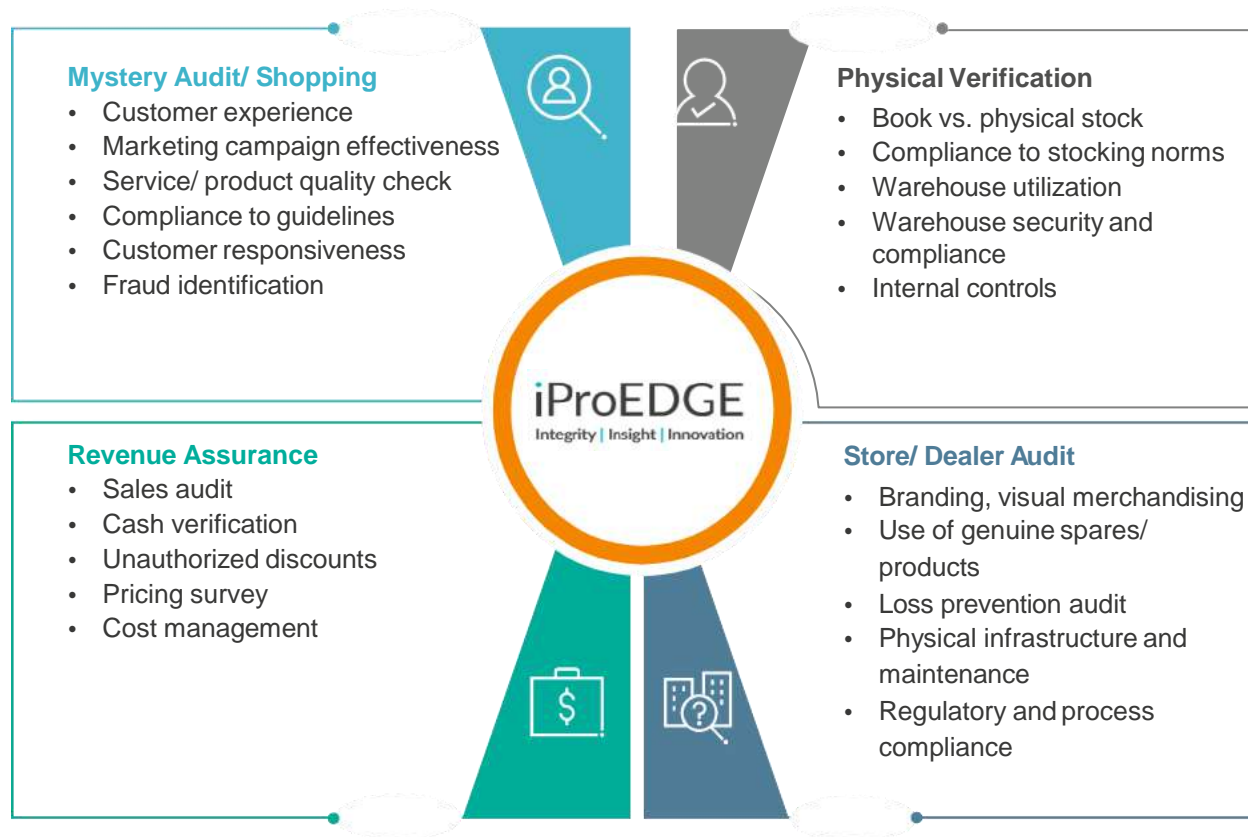 Mystery Audit/ Shopping
• Customer experience
• Marketing campaign effectiveness
• Service/ product quality check
• Compliance to guidelines
• Customer responsiveness
• Fraud identification
Physical Verification
• Book vs. physical stock
• Compliance to stocking norms
• Warehouse utilization
• Warehouse security and
compliance
• Internal controls
iProEDGE
Integrity | Insight | Innovation
Revenue Assurance
• Sales audit
• Cash verification
• Unauthorized discounts
• Pricing survey
• Cost management
$
Store/ Dealer Audit
• Branding, visual merchandising
• Use of genuine spares/
products
• Loss prevention audit
• Physical infrastructure and
maintenance
• Regulatory and process
compliance
?